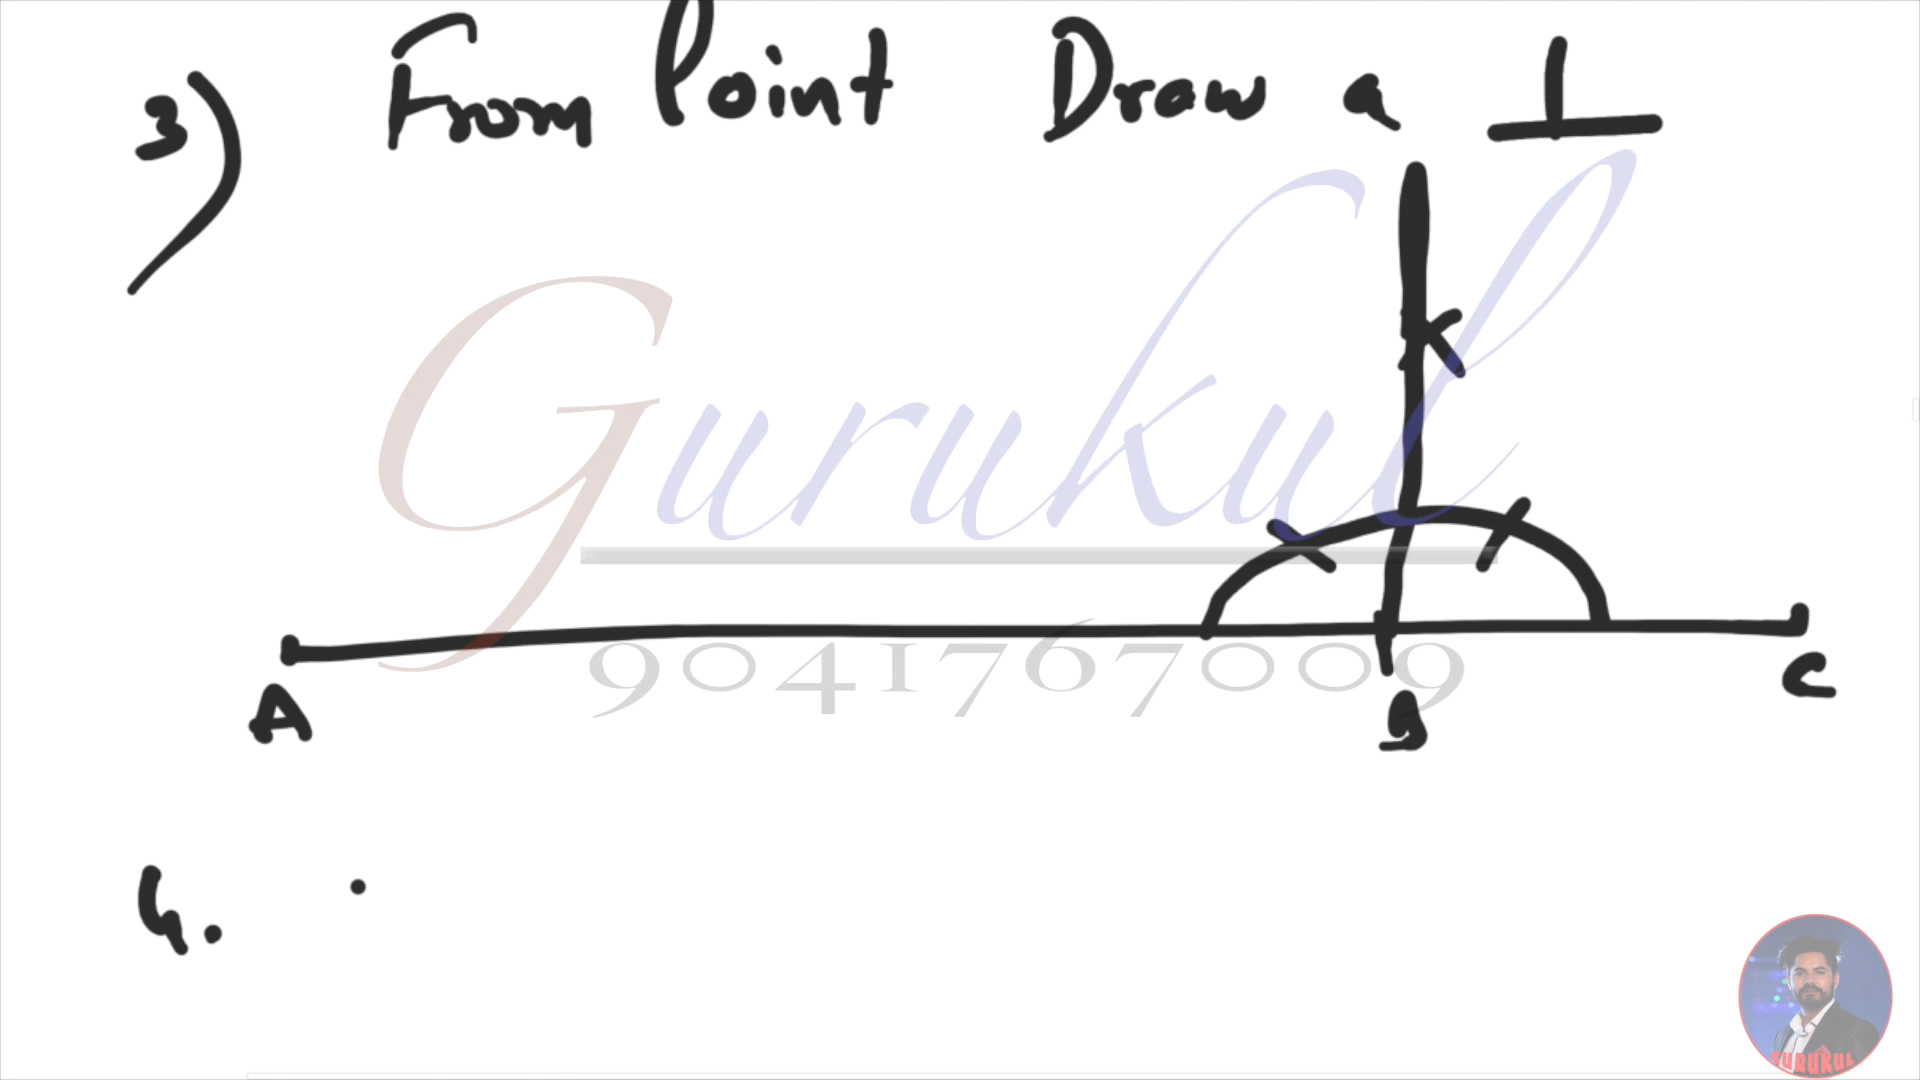 3) From Point Draw a ⊥
Gurukul
9041767009
A B C
4.
GURUKUL